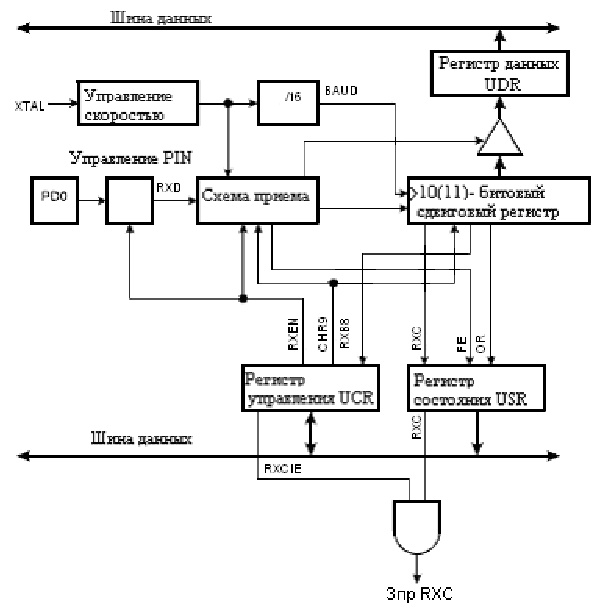 Шина данных
Регистр данных
UDR
XTAL
Управление
скоростью
/16
BAUD
Управление PIN
PD0
RXD
Схема приема
10(11)- битовый
сдвиговый регистр
RXEN
CHR9
RXB8
RXC
FE
OR
Регистр
управления UCR
Регистр
состояния USR
Шина данных
RXC
RXCIE
Зпр RXC